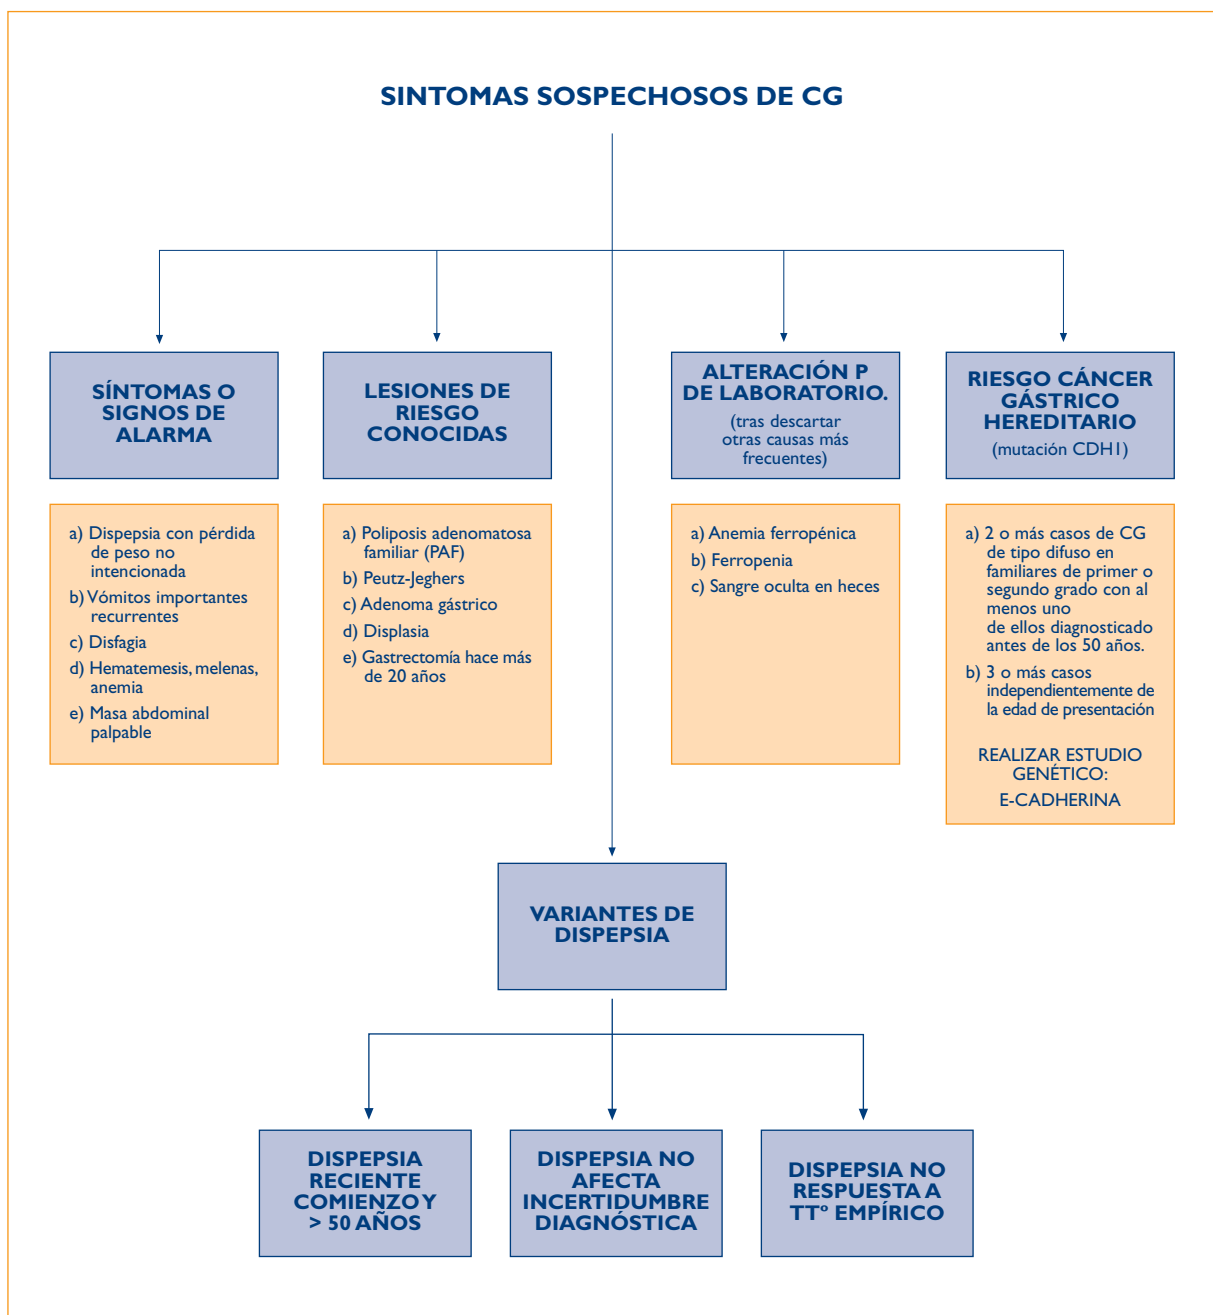 SINTOMAS SOSPECHOSOS DE CG
SÍNTOMAS O
SIGNOS DE
ALARMA
LESIONES DE
RIESGO
CONOCIDAS
ALTERACIÓN P
DE LABORATORIO.
(tras descartar
otras causas más
frecuentes)
RIESGO CÁNCER
GÁSTRICO
HEREDITARIO
(mutación CDH1)
a) Dispepsia con pérdida
de peso no
intencionada
b) Vómitos importantes
recurrentes
c) Disfagia
d) Hematemesis, melenas,
anemia
e) Masa abdominal
palpable
a) Poliposis adenomatosa
familiar (PAF)
b) Peutz-Jeghers
c) Adenoma gástrico
d) Displasia
e) Gastrectomía hace más
de 20 años
a) Anemia ferropénica
b) Ferropenia
c) Sangre oculta en heces
a) 2 o más casos de CG
de tipo difuso en
familiares de primer o
segundo grado con al
menos uno
de ellos diagnosticado
antes de los 50 años.
b) 3 o más casos
independientemente de
la edad de presentación
REALIZAR ESTUDIO
GENÉTICO:
E-CADHERINA
VARIANTES DE
DISPEPSIA
DISPEPSIA
RECIENTE
COMIENZO Y
> 50 AÑOS
DISPEPSIA NO
AFECTA
INCERTIDUMBRE
DIAGNÓSTICA
DISPEPSIA NO
RESPUESTA A
TTº EMPÍRICO